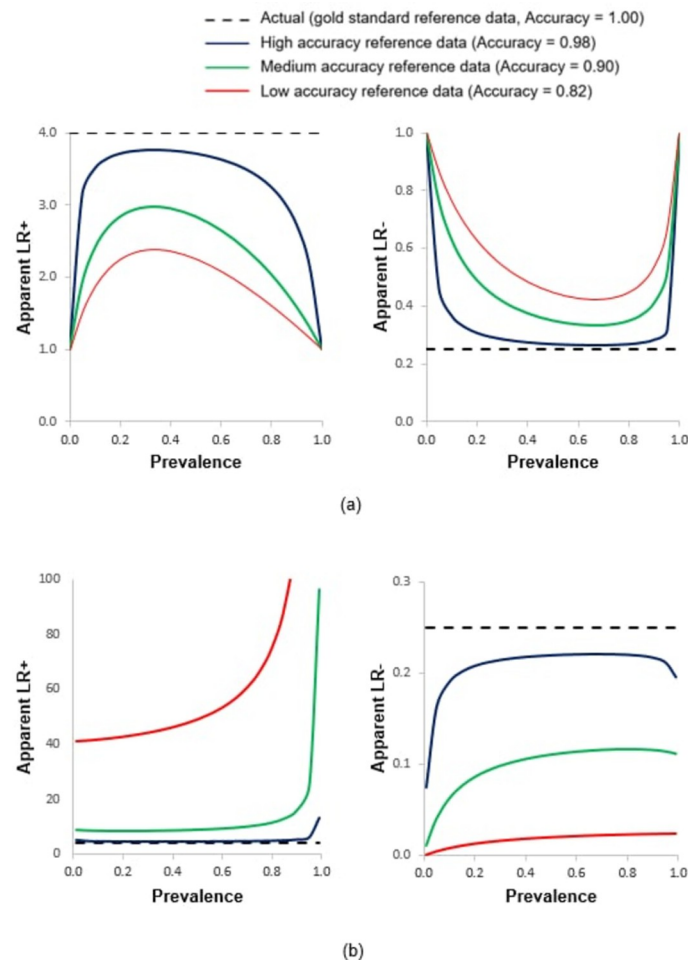 Actual (gold standard reference data, Accuracy = 1.00)
High accuracy reference data (Accuracy = 0.98)
Medium accuracy reference data (Accuracy = 0.90)
Low accuracy reference data (Accuracy = 0.82)
4.0
3.0
2.0
1.0
0.0
Apparent LR+
0.0 0.2 0.4 0.6 0.8 1.0
Prevalence
1.0
0.8
0.6
0.4
0.2
0.0
Apparent LR-
0.0 0.2 0.4 0.6 0.8 1.0
Prevalence
(a)
100
80
60
40
20
0
Apparent LR+
0.0 0.2 0.4 0.6 0.8 1.0
Prevalence
0.3
0.2
0.1
0.0
Apparent LR-
0.0 0.2 0.4 0.6 0.8 1.0
Prevalence
(b)